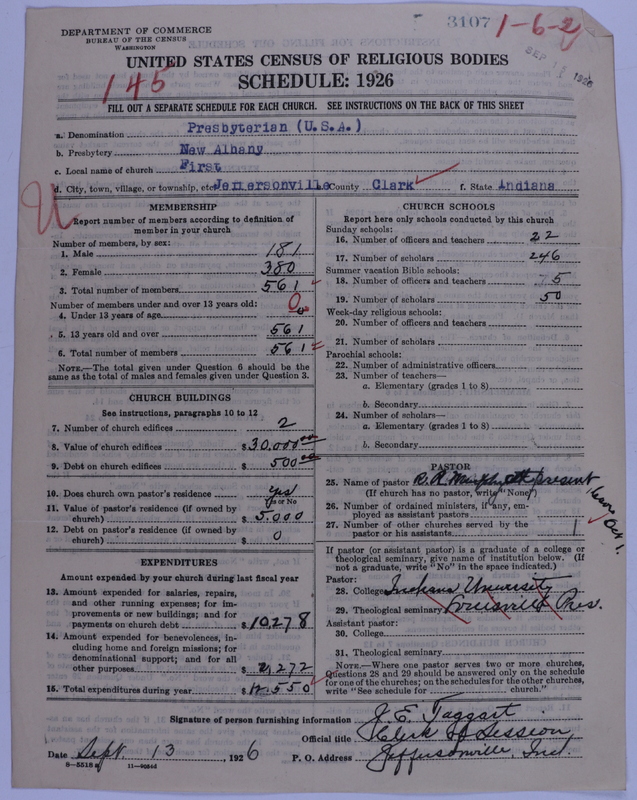 DEPARTMENT OF COMMERCE
BUREAU OF THE CENSUS
WASHINGTON
3107
1-6-2
SEP 1926
145
UNITED STATES CENSUS OF RELIGIOUS BODIES
SCHEDULE: 1926
FILL OUT A SEPARATE SCHEDULE FOR EACH CHURCH. SEE INSTRUCTIONS ON THE BACK OF THIS SHEET
a. Denomination Presbyterian (U.S.A.)
b. Presbytery New Albany
c. Local name of church First
d. City, town, village, or township, etc. Jeffersonville e. County Clark f. State Indiana
MEMBERSHIP
Report number of members according to definition of
member in your church
Number of members, by sex:
1. Male 181
2. Female 380
3. Total number of members 561
Number of members under and over 13 years old:
4. Under 13 years of age 0
5. 13 years old and over 561
6. Total number of members 561
NOTE.—The total given under Question 6 should be
same as the total of males and females given under Question 3.
CHURCH BUILDINGS
See instructions, paragraphs 10 to 12
7. Number of church edifices 2
8. Value of church edifices $30.000.00
9. Debt on church edifices $500.00
10. Does church own pastor's residence yes
Yes or No
11. Value of pastor's residence (if owned by
church) $5.000
12. Debt on pastor's residence (if owned by
church) $0
EXPENDITURES
Amount expended by your church during last fiscal year
13. Amount expended for salaries, repairs,
and other running expenses; for im-
provements or new buildings; and for
payments on church debt $10,278
14. Amount expended for benevolences, in-
cluding home and foreign missions; for
denominational support; and for all
other purposes $2,272
15. Total expenditures during year $12.550
CHURCH SCHOOLS
Report here only schools conducted by this church
Sunday schools:
16. Number of officers and teachers 22
17. Number of scholars 246
Summer vacation Bible schools:
18. Number of officers and teachers 5
19. Number of scholars 50
Week-day religious schools:
20. Number of officers and teachers
21. Number of scholars
Parochial schools:
22. Number of administrative officers
23. Number of teachers—
a. Elementary (grades 1 to 8)
b. Secondary
24. Number of scholars—
a. Elementary (grades 1 to 8)
b. Secondary
PASTOR
25. Name of pastor R. R. Murphy at present
(If church has no pastor, write "None")
Oct 1.
26. Number of ordained ministers, if any, em-
ployed as assistant pastors
27. Number of other churches served by the
pastor or his assistant 1
If pastor (or assistant pastor) is a graduate of a college or
theological seminary, give name of institution below. (If
not a graduate, write "No" in the space indicated.)
Pastor:
28. College Indiana University
29. Theological seminary Louisville Pres.
Assistant pastor:
30. College
31. Theological seminary
NOTE.—Where one pastor serves two or more churches,
Questions 28 and 29 should be answered only on the schedule
for one of the churches; on the schedules for the other churches,
write "See schedule for church."
Signature of person furnishing information J. E. Taggart
Official title Clerk of Session
Date Sept 13, 1926 P. O. Address Jeffersonville, Ind.
8-5518a 11-9084d